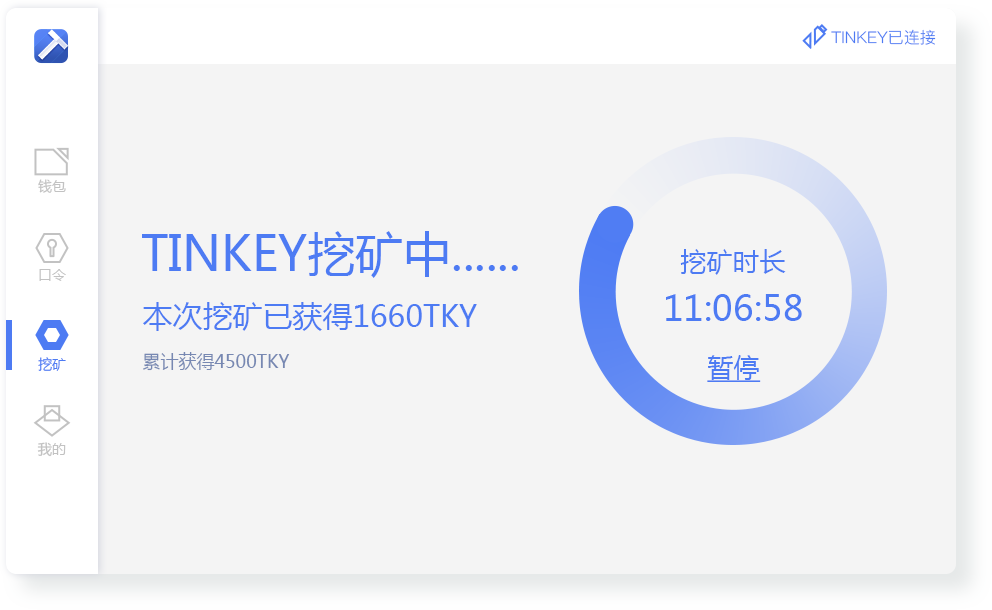 TINKEY已连接
钱包
口令
挖矿
我的
TINKEY挖矿中......
本次挖矿已获得1660TKY
累计获得4500TKY
挖矿时长
11:06:58
暂停